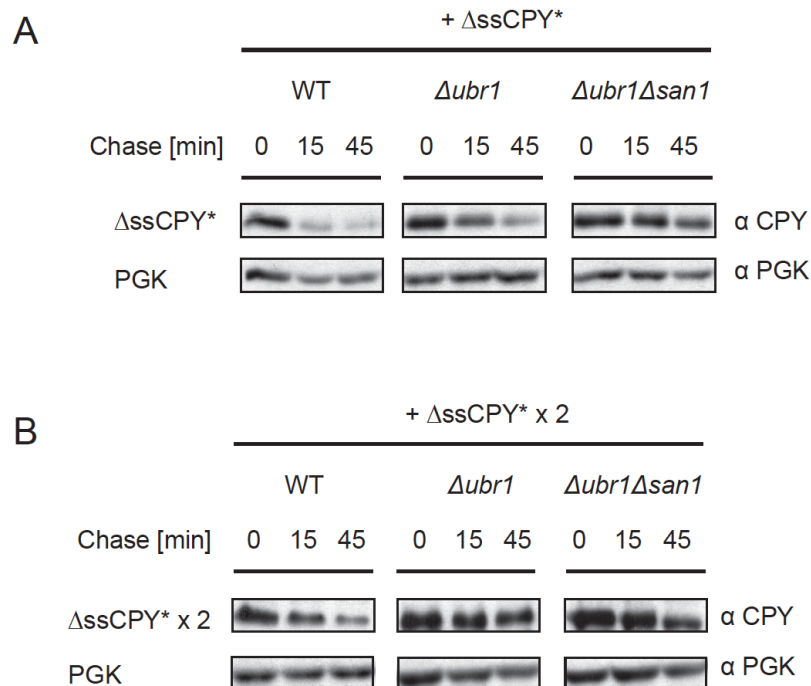 A
+ ΔssCPY*
WT Δubr1 Δubr1Δsan1
Chase [min] 0 15 45 0 15 45 0 15 45
ΔssCPY* α CPY
PGK α PGK
B
+ ΔssCPY* x 2
WT Δubr1 Δubr1Δsan1
Chase [min] 0 15 45 0 15 45 0 15 45
ΔssCPY* x 2 α CPY
PGK α PGK